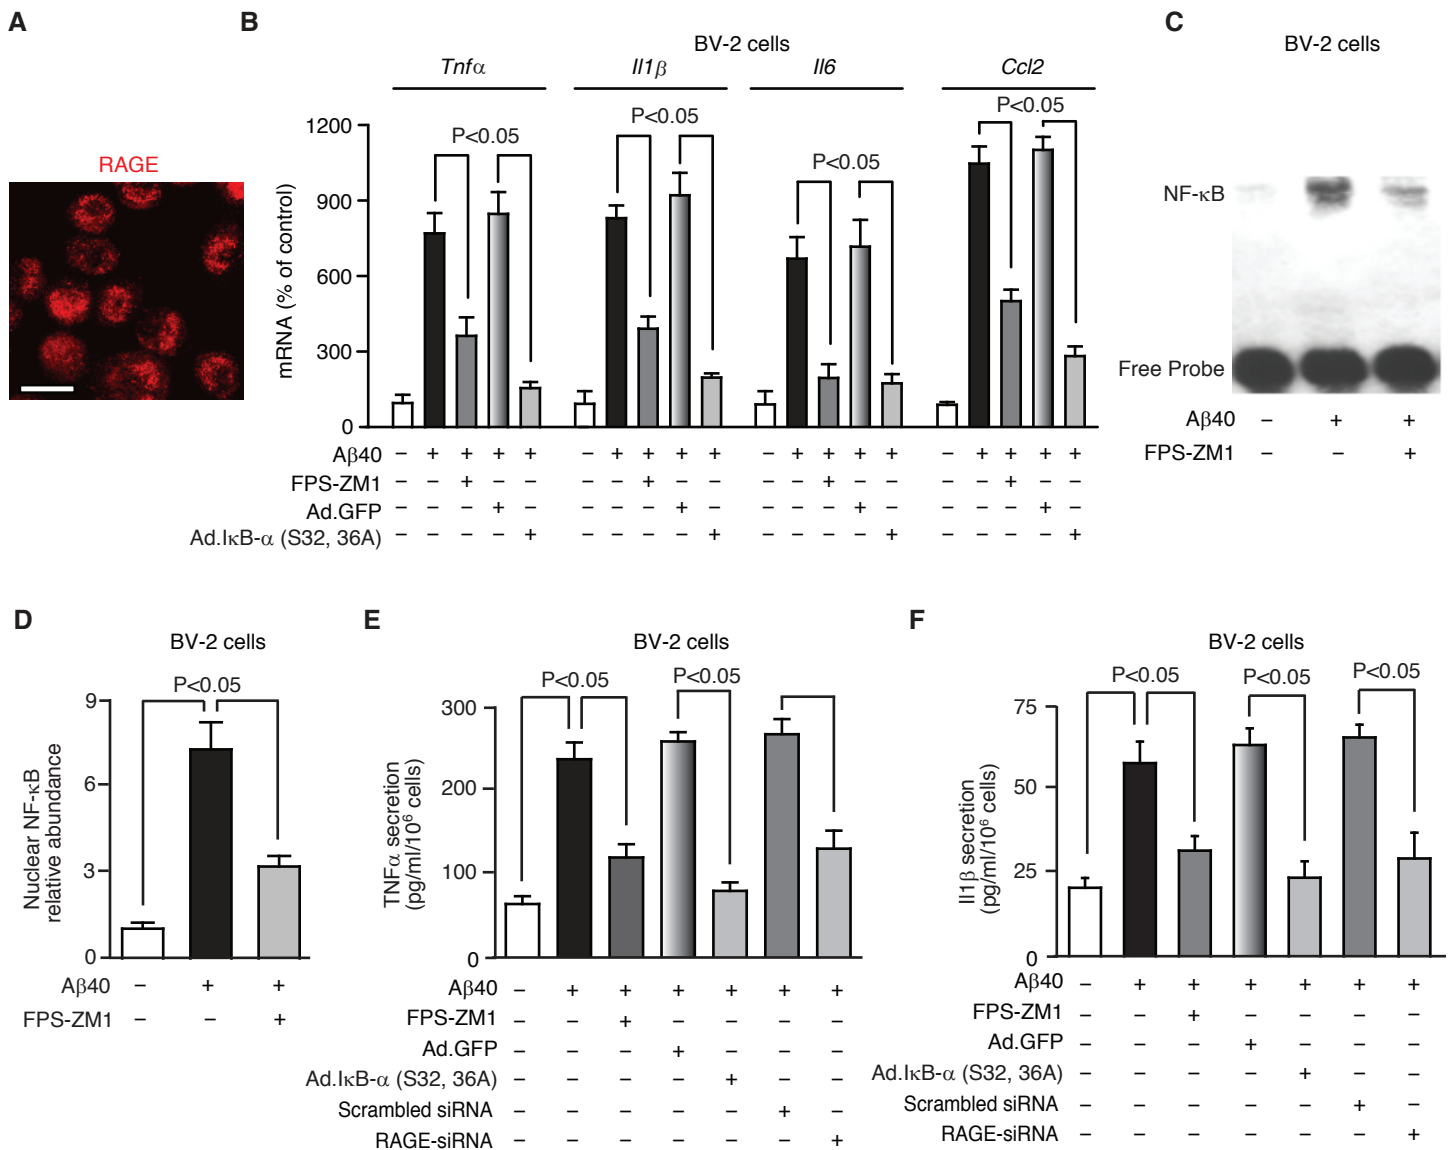 A
RAGE
B
BV-2 cells
Tnfα Il1β Il6 Ccl2
P<0.05 P<0.05 P<0.05 P<0.05
mRNA (% of control)
1200
900
600
300
0
Aβ40 – + + + + – + + + + – + + + + – + + + +
FPS-ZM1 – – + – – – – + – – – – + – – – – + – –
Ad.GFP – – – + – – – – + – – – – + – – – – + –
Ad.IκB-α (S32, 36A) – – – – + – – – – + – – – – + – – – – +
C
BV-2 cells
NF-κB
Free Probe
Aβ40 – + +
FPS-ZM1 – – +
D
BV-2 cells
P<0.05
Nuclear NF-κB
relative abundance
9
6
3
0
Aβ40 – + +
FPS-ZM1 – – +
E
BV-2 cells
P<0.05 P<0.05
TNFα secretion
(pg/ml/10⁶ cells)
300
200
100
0
Aβ40 – + + + + + +
FPS-ZM1 – – + – – – –
Ad.GFP – – – + – – –
Ad.IκB-α (S32, 36A) – – – – + – –
Scrambled siRNA – – – – – + –
RAGE-siRNA – – – – – – +
F
BV-2 cells
P<0.05 P<0.05 P<0.05
Il1β secretion
(pg/ml/10⁶ cells)
75
50
25
0
Aβ40 – + + + + + +
FPS-ZM1 – – + – – – –
Ad.GFP – – – + – – –
Ad.IκB-α (S32, 36A) – – – – + – –
Scrambled siRNA – – – – – + –
RAGE-siRNA – – – – – – +